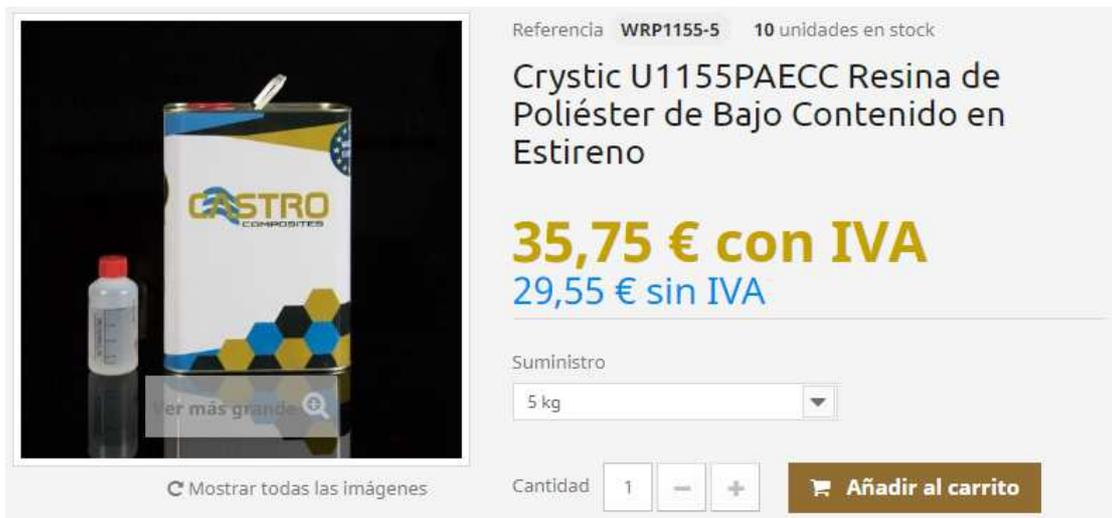 Referencia WRP1155-5 10 unidades en stock
Crystic U1155PAECC Resina de
Poliéster de Bajo Contenido en
Estireno
35,75 € con IVA
29,55 € sin IVA
Suministro
5 kg
Cantidad 1 − + Añadir al carrito
CASTRO
COMPOSITES
Ver más grande
Mostrar todas las imágenes